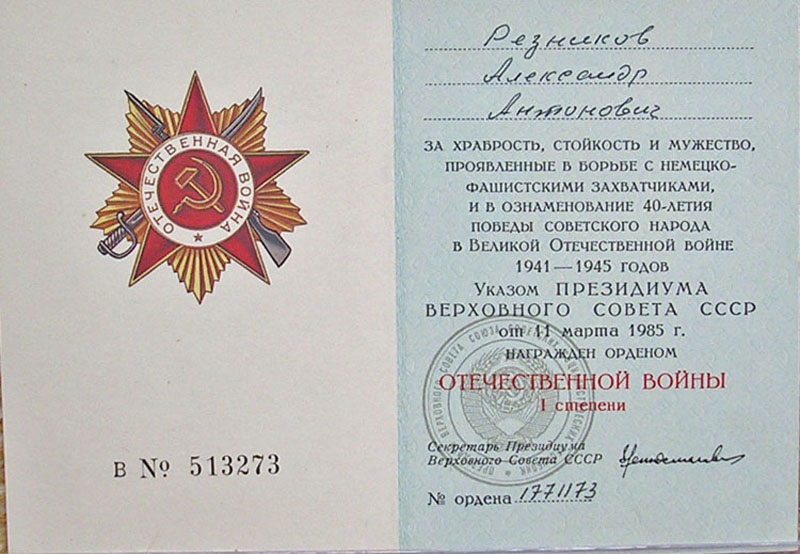 ОТЕЧЕСТВЕННАЯ ВОЙНА
В № 513273
Резников
Александр
Антонович
ЗА ХРАБРОСТЬ, СТОЙКОСТЬ И МУЖЕСТВО,
ПРОЯВЛЕННЫЕ В БОРЬБЕ С НЕМЕЦКО-
ФАШИСТСКИМИ ЗАХВАТЧИКАМИ,
И В ОЗНАМЕНОВАНИЕ 40-ЛЕТИЯ
ПОБЕДЫ СОВЕТСКОГО НАРОДА
В ВЕЛИКОЙ ОТЕЧЕСТВЕННОЙ ВОЙНЕ
1941—1945 ГОДОВ
УКАЗОМ ПРЕЗИДИУМА
ВЕРХОВНОГО СОВЕТА СССР
от 11 марта 1985 г.
НАГРАЖДЕН ОРДЕНОМ
ОТЕЧЕСТВЕННОЙ ВОЙНЫ
I степени
Секретарь Президиума
Верховного Совета СССР
№ ордена 1771173